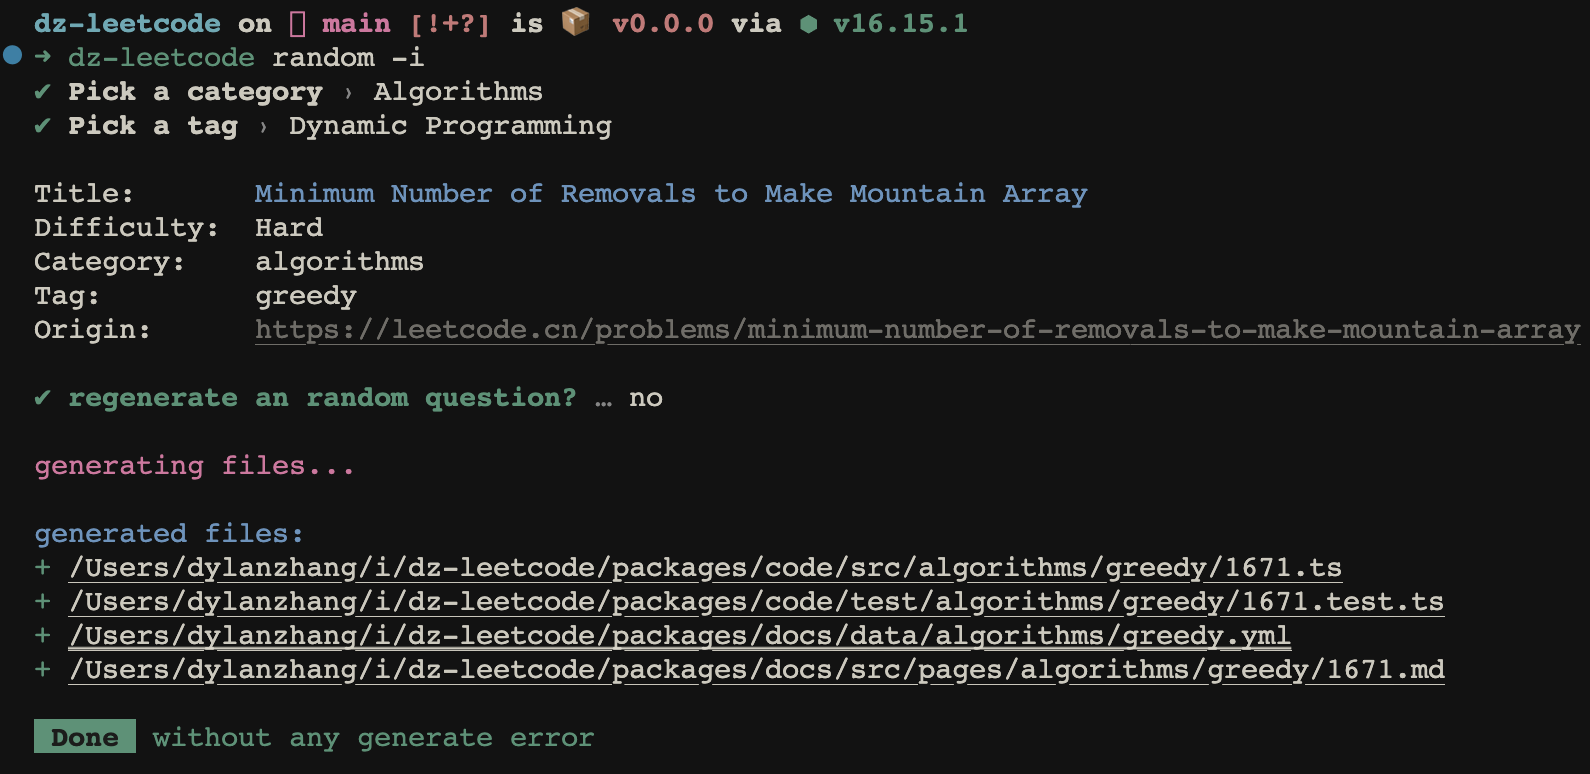 dz-leetcode on main [!+?] is 📦 v0.0.0 via ⬢ v16.15.1
➜ dz-leetcode random -i
✔ Pick a category › Algorithms
✔ Pick a tag › Dynamic Programming
Title: Minimum Number of Removals to Make Mountain Array
Difficulty: Hard
Category: algorithms
Tag: greedy
Origin: https://leetcode.cn/problems/minimum-number-of-removals-to-make-mountain-array
✔ regenerate an random question? … no
generating files...
generated files:
+ /Users/dylanzhang/i/dz-leetcode/packages/code/src/algorithms/greedy/1671.ts
+ /Users/dylanzhang/i/dz-leetcode/packages/code/test/algorithms/greedy/1671.test.ts
+ /Users/dylanzhang/i/dz-leetcode/packages/docs/data/algorithms/greedy.yml
+ /Users/dylanzhang/i/dz-leetcode/packages/docs/src/pages/algorithms/greedy/1671.md
Done without any generate error